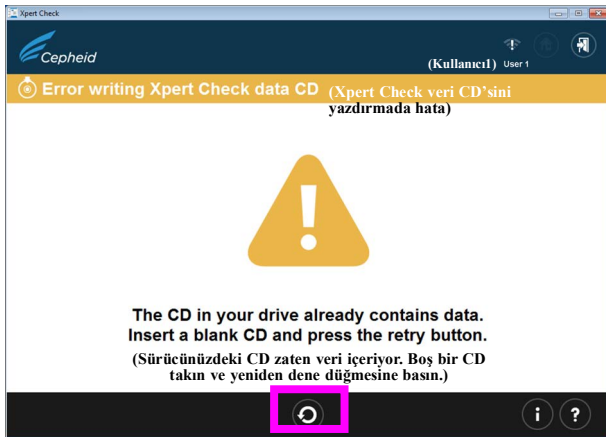 Xpert Check
Cepheid
(Kullanıcı1) User 1
Error writing Xpert Check data CD (Xpert Check veri CD’sini
yazdırmada hata)
!
The CD in your drive already contains data.
Insert a blank CD and press the retry button.
(Sürücünüzdeki CD zaten veri içeriyor. Boş bir CD
takın ve yeniden dene düğmesine basın.)
i ?